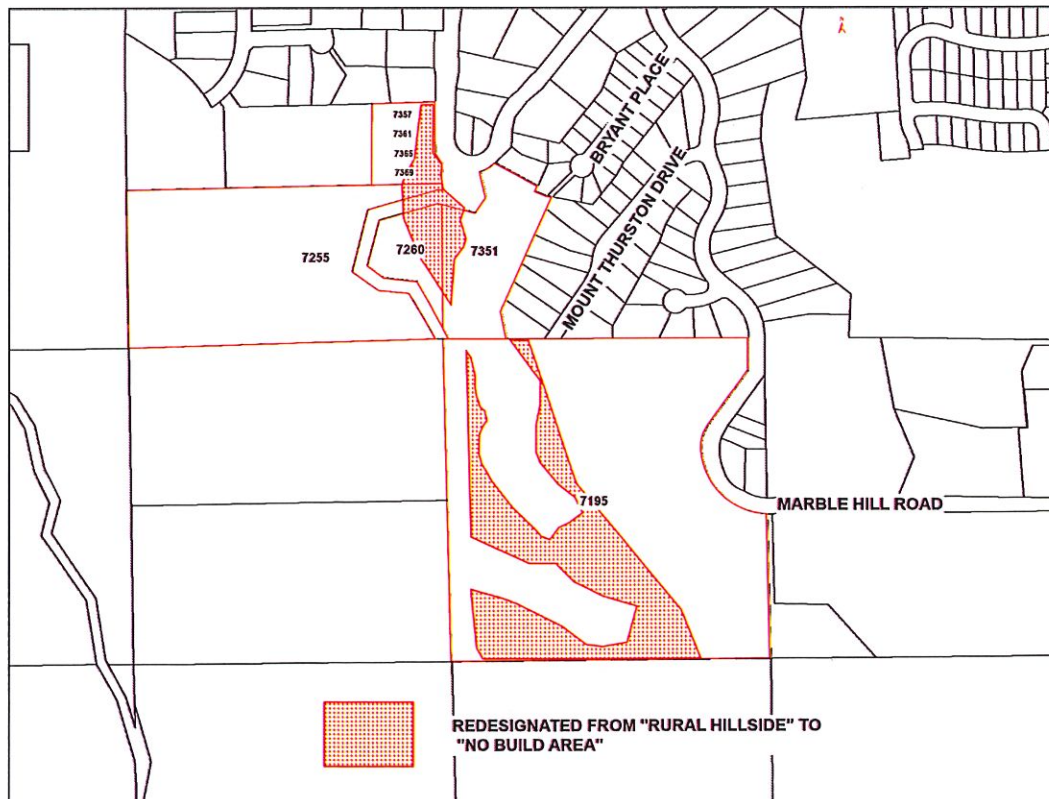 BRYANT PLACE
MOUNT THURSTON DRIVE
7357
7361
7365
7369
7255
7260
7351
7195
MARBLE HILL ROAD
REDESIGNATED FROM "RURAL HILLSIDE" TO
"NO BUILD AREA"